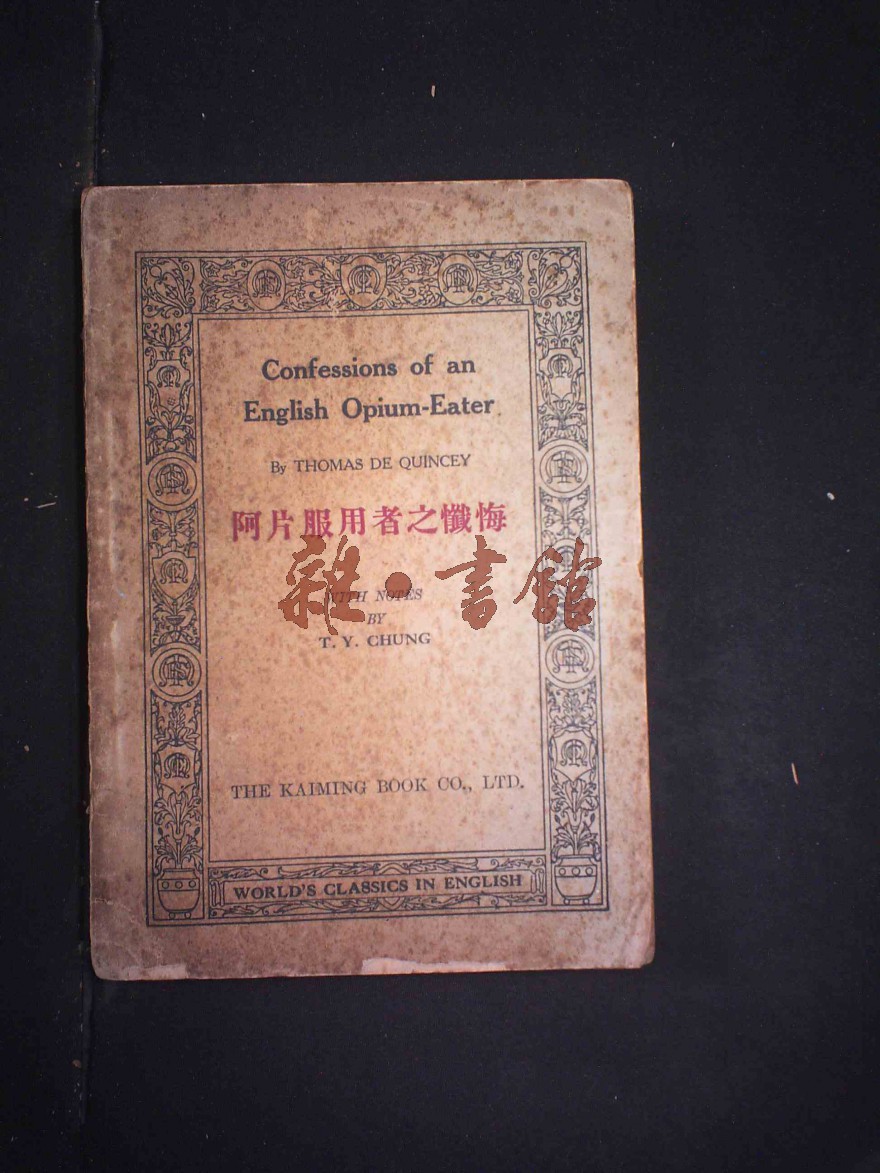 Confessions of an
English Opium-Eater
By THOMAS DE QUINCEY
阿片服用者之懺悔
WITH NOTES
BY
T. Y. CHUNG
雜·書館
THE KAIMING BOOK CO., LTD.
WORLD'S CLASSICS IN ENGLISH